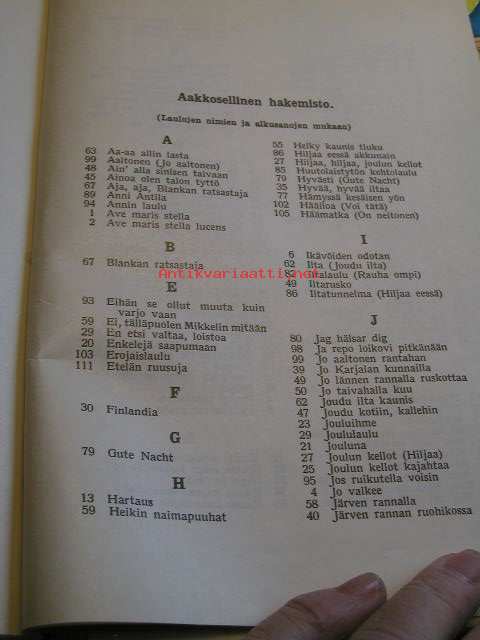 Aakkosellinen hakemisto.
(Laulujen nimien ja alkusanojen mukaan)
A
63 Aa-aa allin lasta
99 Aaltonen (Jo aaltonen)
48 Ain' alla sinisen taivaan
45 Ainoa olen talon tyttö
67 Aja, aja, Blankan ratsastaja
89 Anni Antila
94 Annin laulu
1 Ave maris stella
2 Ave maris stella lucens
B
67 Blankan ratsastaja
E
93 Eihän se ollut muuta kuin
varjo vaan
59 Ei, tälläpuolen Mikkelin mitään
29 En etsi valtaa, loistoa
20 Enkelejä saapumaan
103 Erojaislaulu
111 Etelän ruusuja
F
30 Finlandia
G
79 Gute Nacht
H
13 Hartaus
59 Heikin naimapuuhat
55 Helky kaunis tiuku
86 Hiljaa eessä akkunain
27 Hiljaa, hiljaa, joulun kellot
85 Huutolaistytön kehtolaulu
79 Hyvästi (Gute Nacht)
35 Hyvää, hyvää iltaa
77 Hämyssä kesäisen yön
102 Hääiloa (Voi tätä)
105 Häämatka (On neitonen)
I
6 Ikävöiden odotan
62 Ilta (Joudu ilta)
82 Iltalaulu (Rauha ompi)
49 Iltarusko
86 Iltatunnelma (Hiljaa eessä)
J
80 Jag hälsar dig
98 Ja repo loikovi pitkänään
99 Jo aaltonen rantahan
39 Jo Karjalan kunnailla
49 Jo lännen rannalla ruskottaa
50 Jo taivahalla kuu
62 Joudu ilta kaunis
47 Joudu kotiin, kallehin
23 Jouluihme
29 Joululaulu
21 Jouluna
27 Joulun kellot (Hiljaa)
25 Joulun kellot kajahtaa
95 Jos ruikutella voisin
4 Jo valkee
58 Järven rannalla
40 Järven rannan ruohikossa
Antikvariaattinen